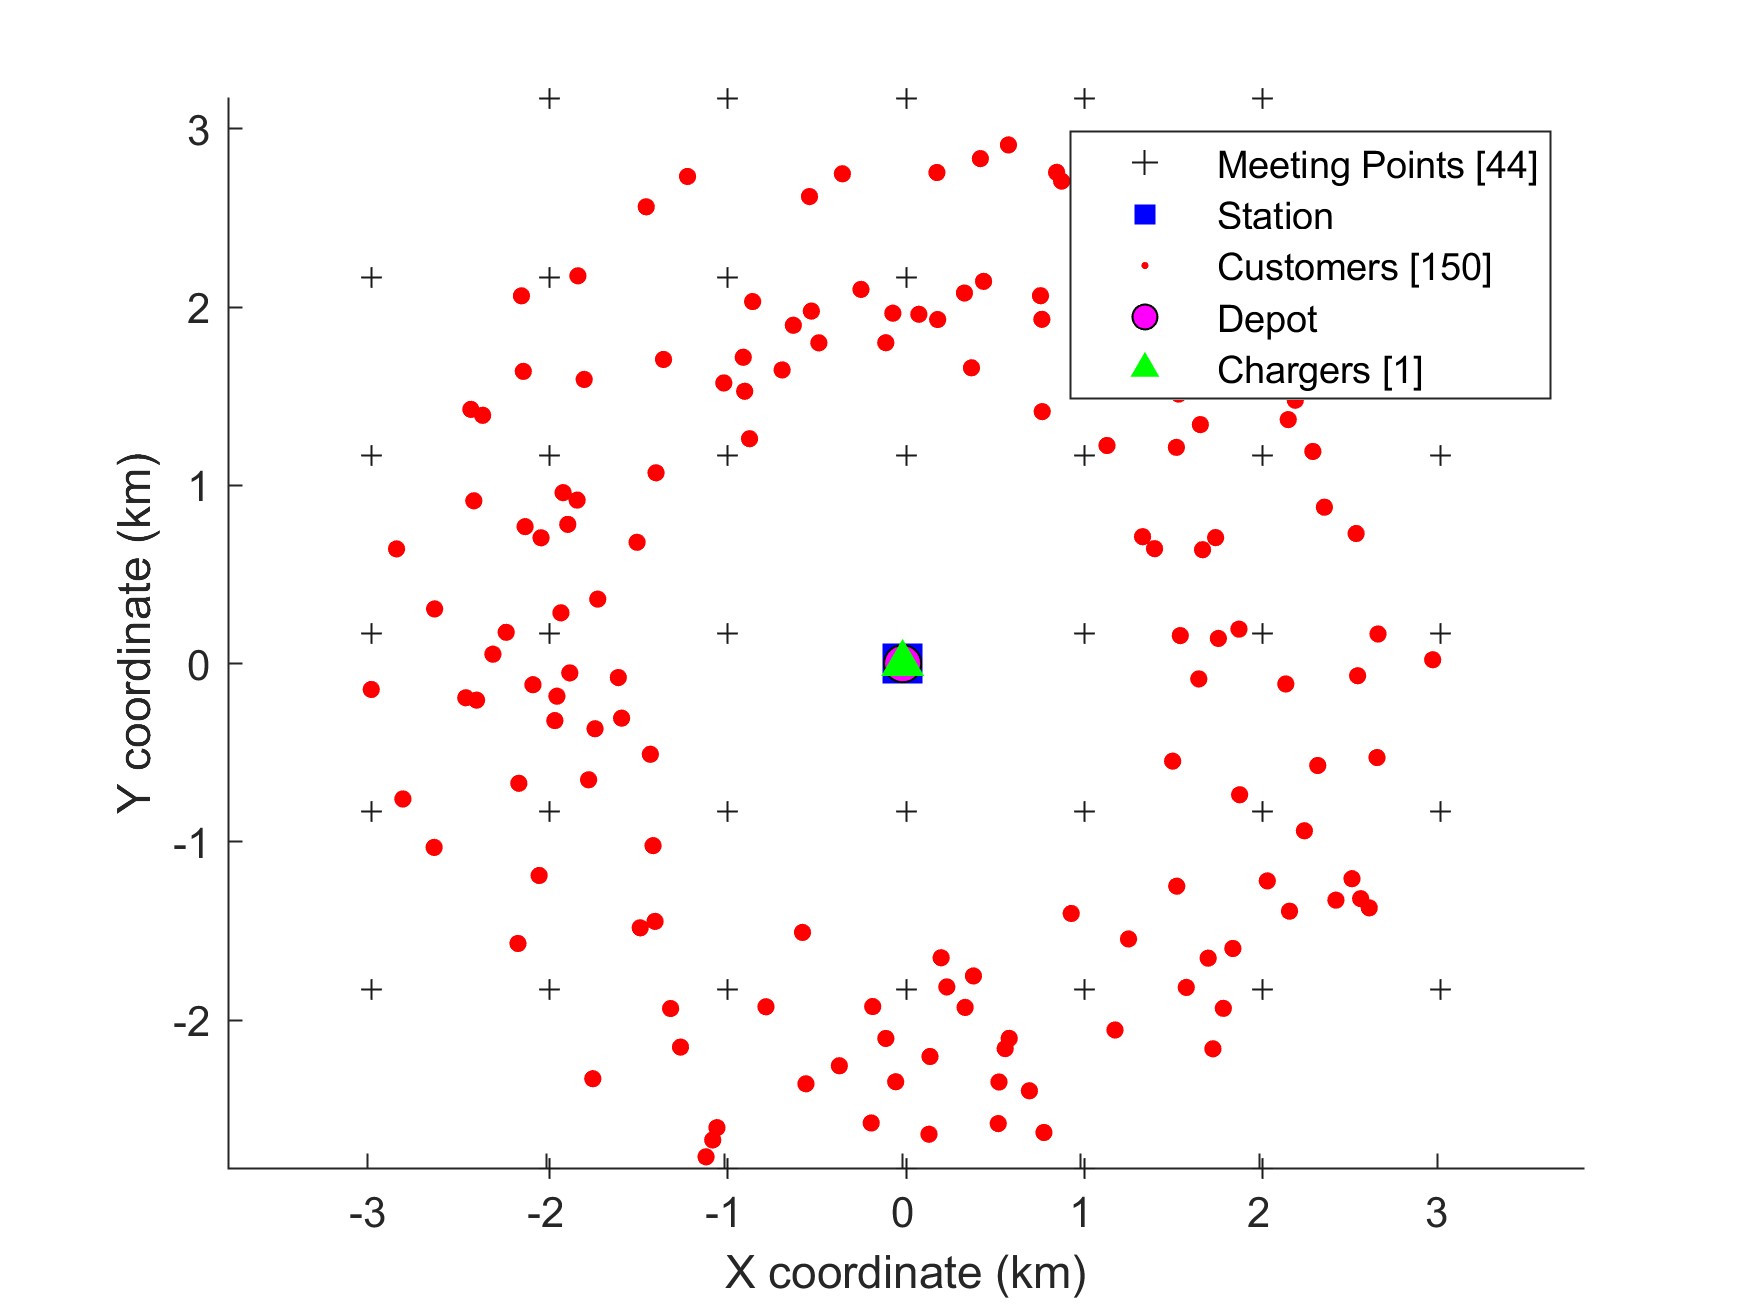 3
2
1
0
-1
-2
Y coordinate (km)
Meeting Points [44]
Station
Customers [150]
Depot
Chargers [1]
-3 -2 -1 0 1 2 3
X coordinate (km)